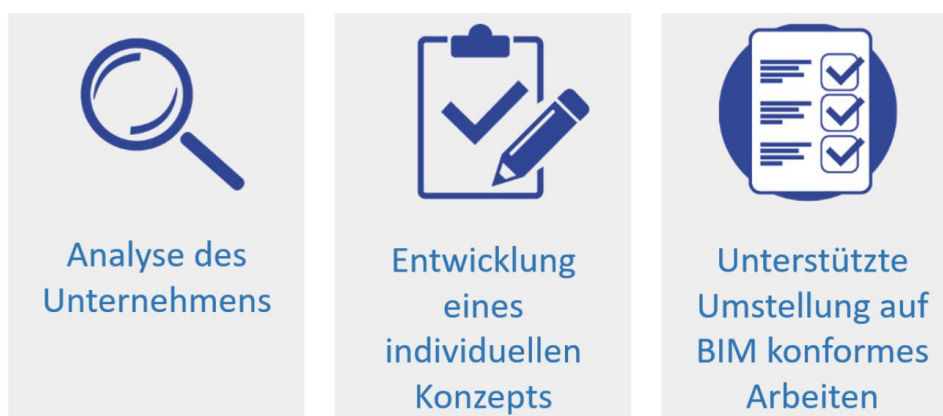 Analyse des
Unternehmens
Entwicklung
eines
individuellen
Konzepts
Unterstützte
Umstellung auf
BIM konformes
Arbeiten